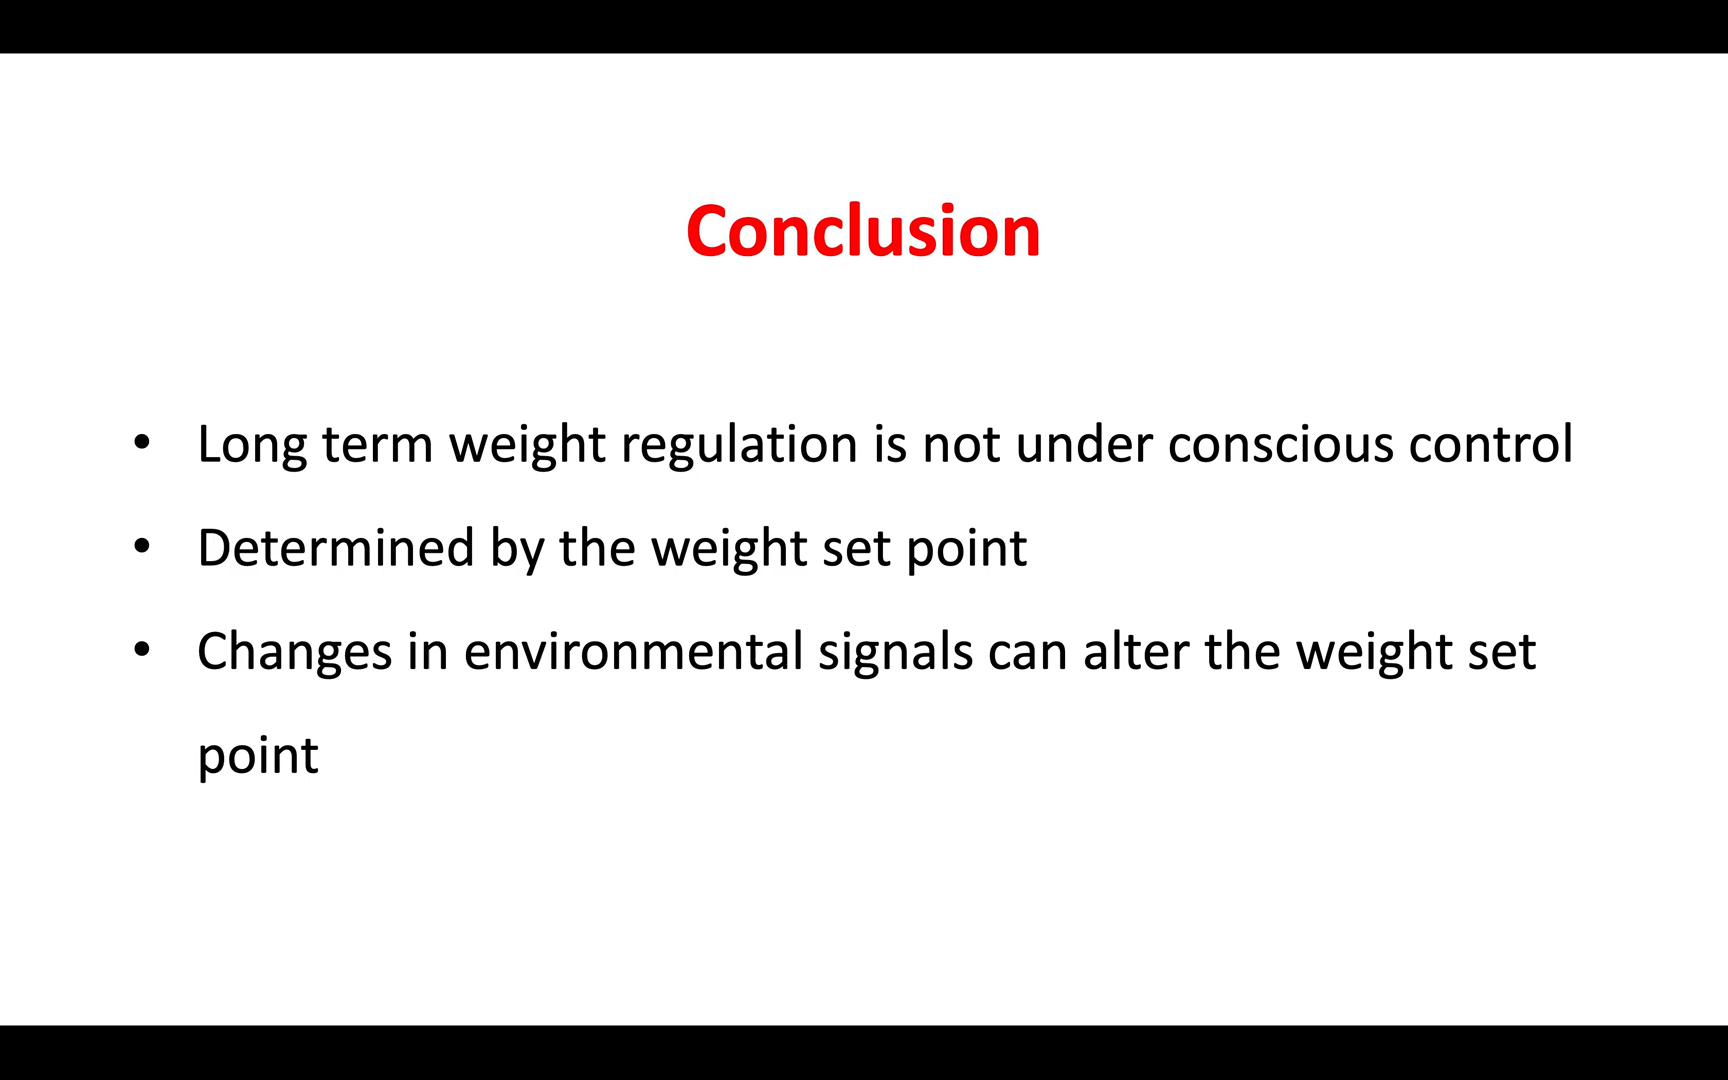 Conclusion
• Long term weight regulation is not under conscious control
• Determined by the weight set point
• Changes in environmental signals can alter the weight set
point